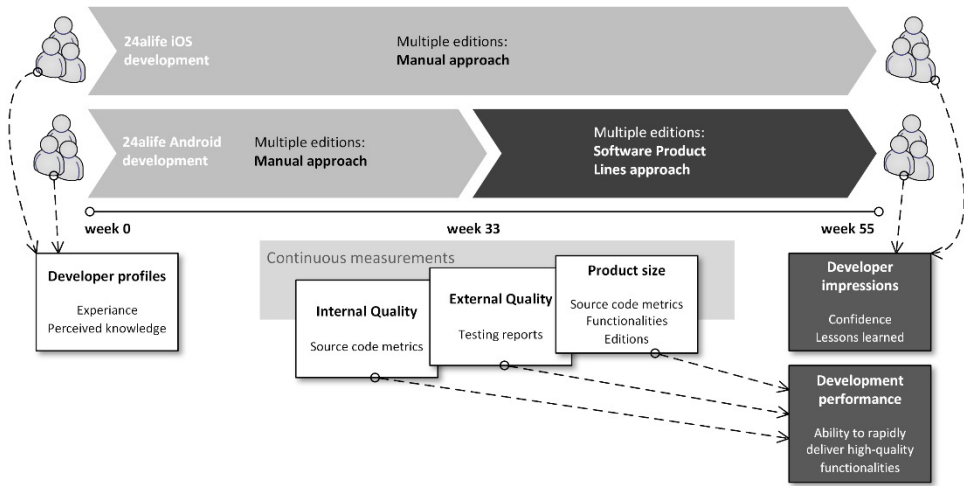 24alife iOS
development
Multiple editions:
Manual approach
24alife Android
development
Multiple editions:
Manual approach
Multiple editions:
Software Product
Lines approach
week 0
week 33
week 55
Continuous measurements
Developer profiles
Experiance
Perceived knowledge
Internal Quality
Source code metrics
External Quality
Testing reports
Product size
Source code metrics
Functionalities
Editions
Developer
impressions
Confidence
Lessons learned
Development
performance
Ability to rapidly
deliver high-quality
functionalities